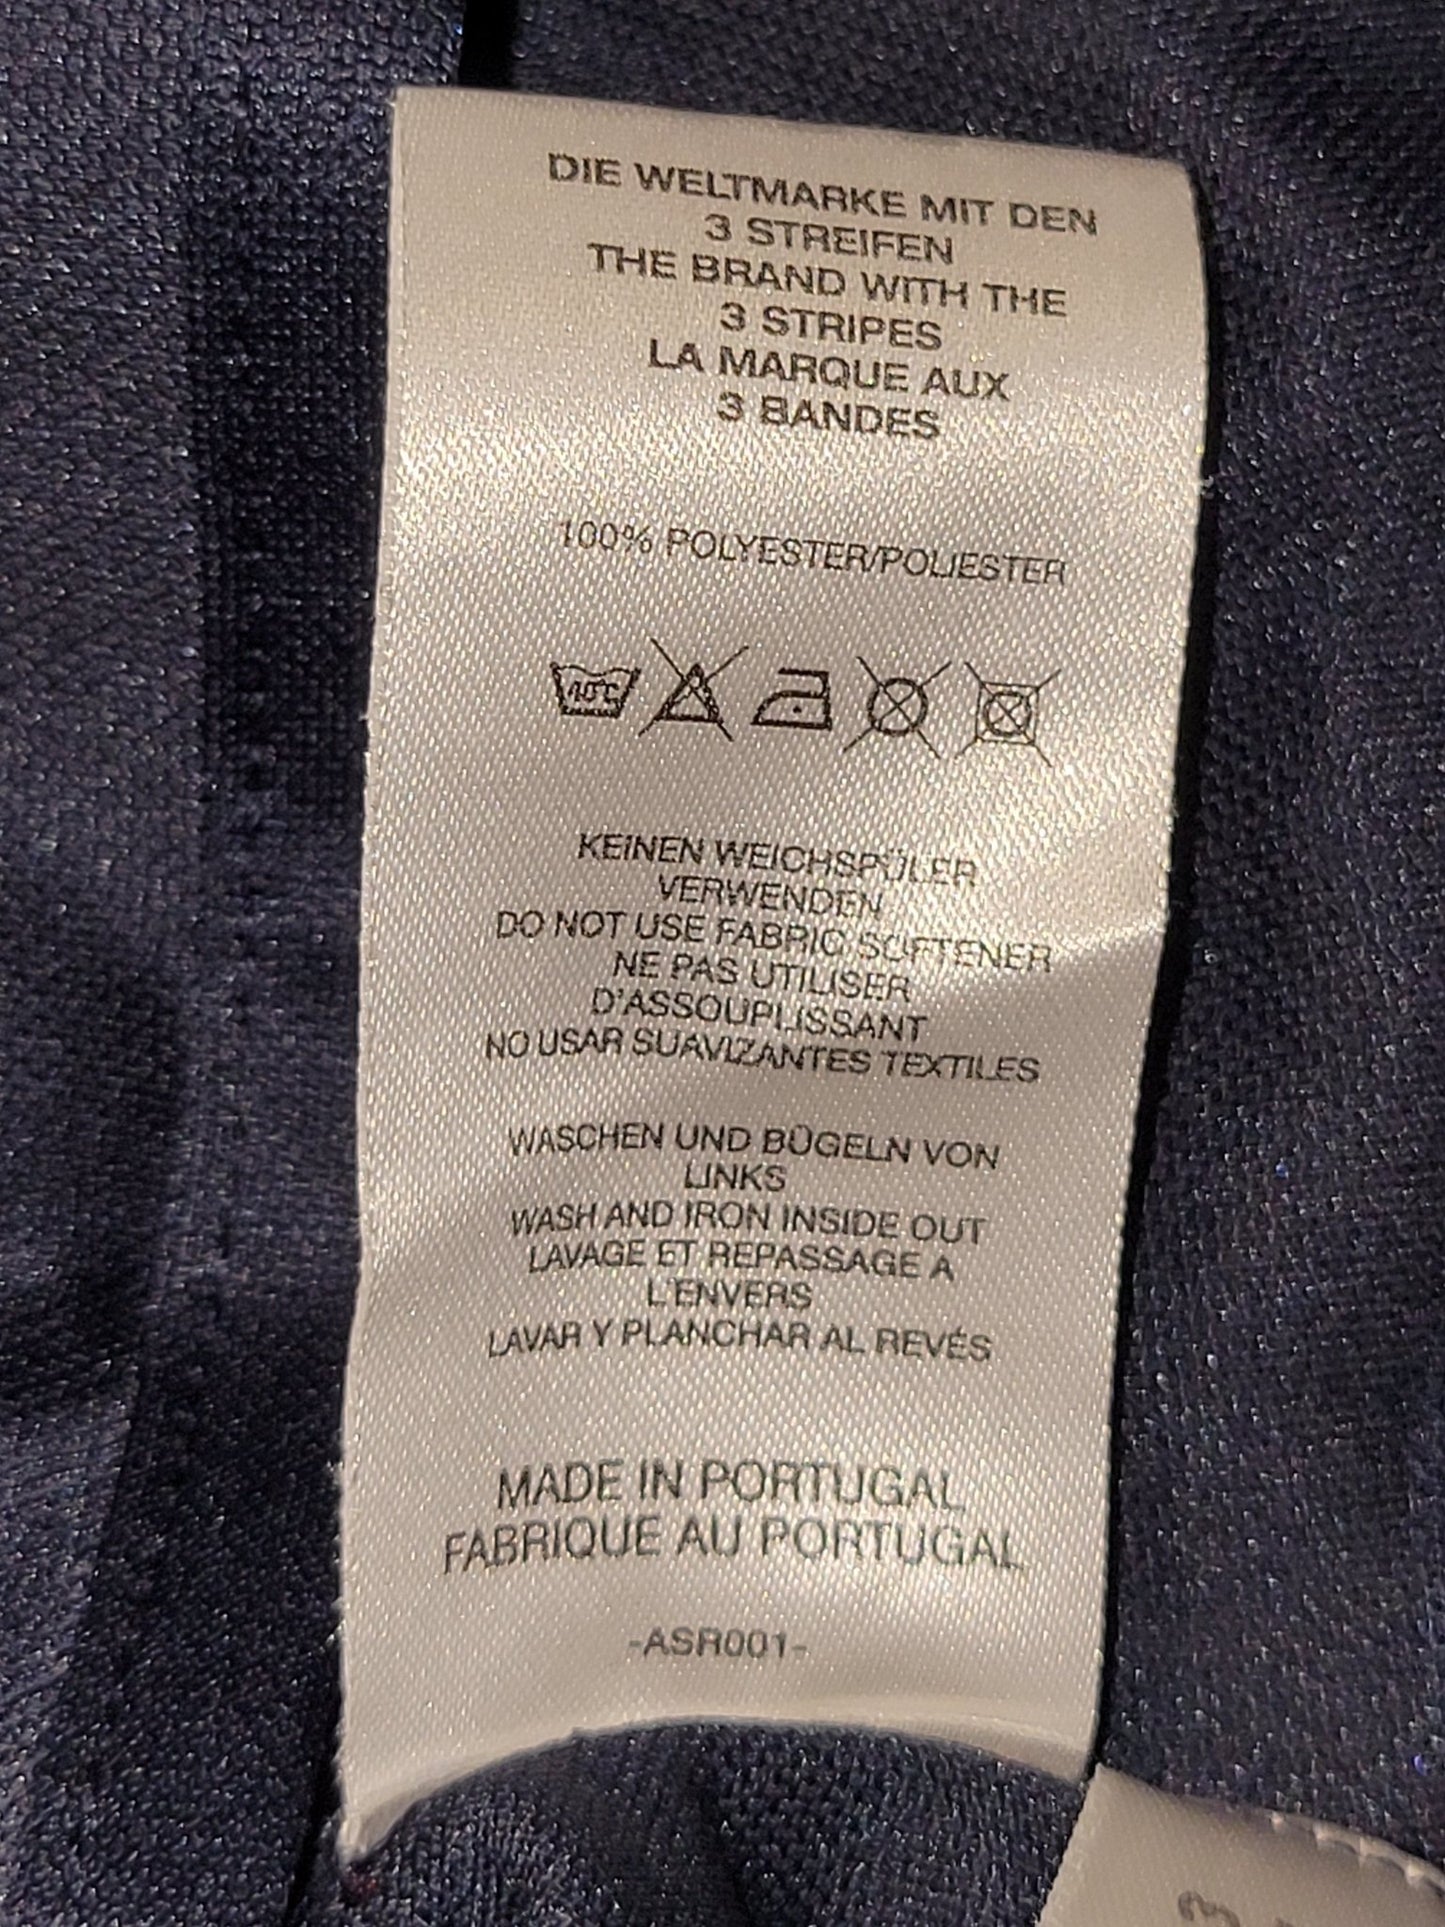 DIE WELTMARKE MIT DEN
3 STREIFEN
THE BRAND WITH THE
3 STRIPES
LA MARQUE AUX
3 BANDES
100% POLYESTER/POLIESTER
40°C
KEINEN WEICHSPÜLER
VERWENDEN
DO NOT USE FABRIC SOFTENER
NE PAS UTILISER
D'ASSOUPLISSANT
NO USAR SUAVIZANTES TEXTILES
WASCHEN UND BÜGELN VON
LINKS
WASH AND IRON INSIDE OUT
LAVAGE ET REPASSAGE A
L'ENVERS
LAVAR Y PLANCHAR AL REVÉS
MADE IN PORTUGAL
FABRIQUE AU PORTUGAL
-ASR001-